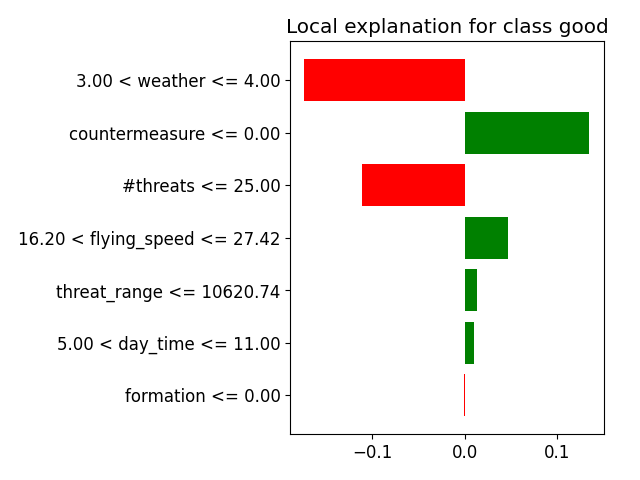 Local explanation for class good
3.00 < weather <= 4.00
countermeasure <= 0.00
#threats <= 25.00
16.20 < flying_speed <= 27.42
threat_range <= 10620.74
5.00 < day_time <= 11.00
formation <= 0.00
−0.1 0.0 0.1